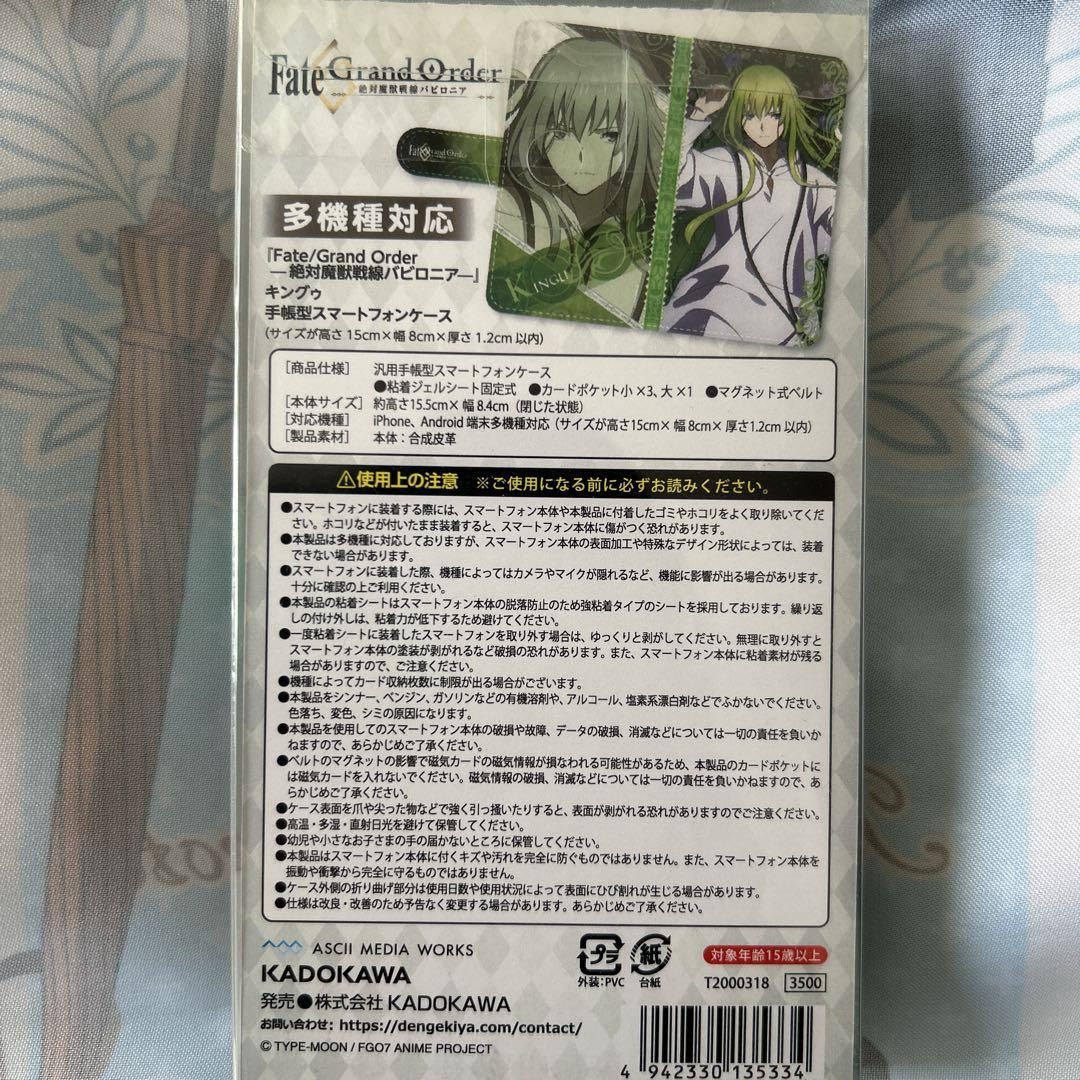 Fate/Grand Order
絶対魔獣戦線バビロニア
Fate/Grand Order
KINGU
多機種対応
『Fate/Grand Order
―絶対魔獣戦線バビロニア―』
キングゥ
手帳型スマートフォンケース
(サイズが高さ15cm×幅8cm×厚さ1.2cm以内)
[商品仕様] 汎用手帳型スマートフォンケース
●粘着ジェルシート固定式 ●カードポケット小×3、大×1 ●マグネット式ベルト
[本体サイズ] 約高さ15.5cm×幅8.4cm(閉じた状態)
[対応機種] iPhone、Android端末多機種対応(サイズが高さ15cm×幅8cm×厚さ1.2cm以内)
[製品素材] 本体:合成皮革
⚠使用上の注意 ※ご使用になる前に必ずお読みください。
●スマートフォンに装着する際には、スマートフォン本体や本製品に付着したゴミやホコリをよく取り除いてくだ
さい。ホコリなどが付いたまま装着すると、スマートフォン本体に傷がつく恐れがあります。
●本製品は多機種に対応しておりますが、スマートフォン本体の表面加工や特殊なデザイン形状によっては、装着
できない場合があります。
●スマートフォンに装着した際、機種によってはカメラやマイクが隠れるなど、機能に影響が出る場合があります。
十分に確認の上ご利用ください。
●本製品の粘着シートはスマートフォン本体の脱落防止のため強粘着タイプのシートを採用しております。繰り返
しの付け外しは、粘着力が低下するため避けてください。
●一度粘着シートに装着したスマートフォンを取り外す場合は、ゆっくりと剥がしてください。無理に取り外すと
スマートフォン本体の塗装が剥がれるなど破損の恐れがあります。また、スマートフォン本体に粘着素材が残る
場合がありますので、ご注意ください。
●機種によってカード収納枚数に制限が出る場合がございます。
●本製品をシンナー、ベンジン、ガソリンなどの有機溶剤や、アルコール、塩素系漂白剤などでふかないでください。
色落ち、変色、シミの原因になります。
●本製品を使用してのスマートフォン本体の破損や故障、データの破損、消滅などについては一切の責任を負いか
ねますので、あらかじめご了承ください。
●ベルトのマグネットの影響で磁気カードの磁気情報が損なわれる可能性があるため、本製品のカードポケットに
は磁気カードを入れないでください。磁気情報の破損、消滅などについては一切の責任を負いかねますので、あ
らかじめご了承ください。
●ケース表面を爪や尖った物などで強く引っ掻いたりすると、表面が剥がれる恐れがありますのでご注意ください。
●高温・多湿・直射日光を避けて保管してください。
●幼児や小さなお子さまの手の届かないところに保管してください。
●本製品はスマートフォン本体に付くキズや汚れを完全に防ぐものではありません。また、スマートフォン本体を
振動や衝撃から完全に守るものではありません。
●ケース外側の折り曲げ部分は使用日数や使用状況によって表面にひび割れが生じる場合があります。
●仕様は改良・改善のため予告なく変更する場合があります。あらかじめご了承ください。
ASCII MEDIA WORKS
KADOKAWA
発売●株式会社KADOKAWA
お問い合わせ: https://dengekiya.com/contact/
© TYPE-MOON / FGO7 ANIME PROJECT
プラ 紙
外装:PVC 台紙
対象年齢15歳以上
T2000318 3500
4 942330 135334